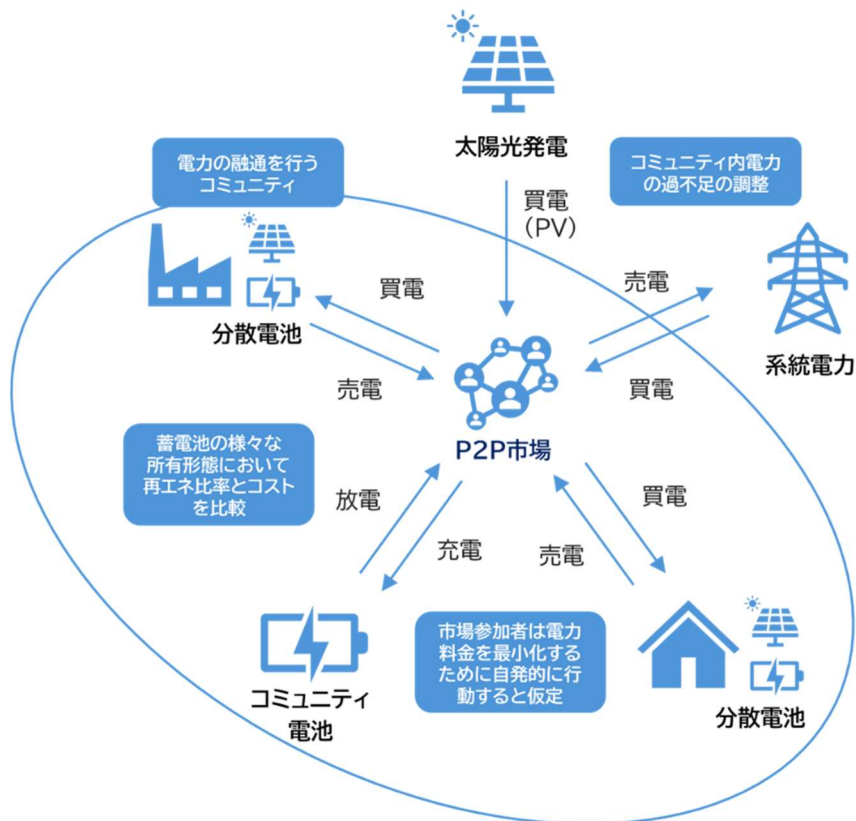 太陽光発電
電力の融通を行う
コミュニティ
コミュニティ内電力
の過不足の調整
買電
（PV）
買電
売電
分散電池
系統電力
売電
買電
P2P市場
蓄電池の様々な
所有形態において
再エネ比率とコスト
を比較
放電
充電
売電
買電
市場参加者は電力
料金を最小化する
ために自発的に行
動すると仮定
コミュニティ
電池
分散電池